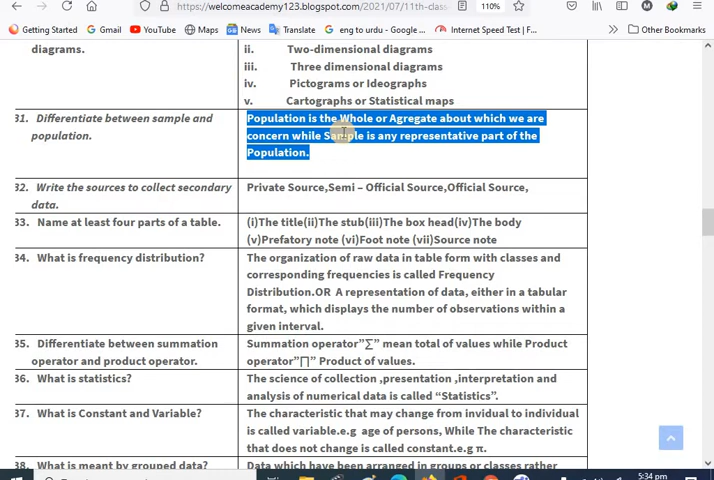 https://welcomeacademy123.blogspot.com/2021/07/11th-class-
110%
Getting Started Gmail YouTube Maps News Translate eng to urdu - Google... Internet Speed Test | F... Other Bookmarks
diagrams.
ii. Two-dimensional diagrams
iii. Three dimensional diagrams
iv. Pictograms or Ideographs
v. Cartographs or Statistical maps
31. Differentiate between sample and
population.
Population is the Whole or Agregate about which we are
concern while Sample is any representative part of the
Population.
32. Write the sources to collect secondary
data.
Private Source,Semi – Official Source,Official Source,
33. Name at least four parts of a table.
(i)The title(ii)The stub(iii)The box head(iv)The body
(v)Prefatory note (vi)Foot note (vii)Source note
34. What is frequency distribution?
The organization of raw data in table form with classes and
corresponding frequencies is called Frequency
Distribution.OR A representation of data, either in a tabular
format, which displays the number of observations within a
given interval.
35. Differentiate between summation
operator and product operator.
Summation operator”∑” mean total of values while Product
operator”∏” Product of values.
36. What is statistics?
The science of collection ,presentation ,interpretation and
analysis of numerical data is called “Statistics”.
37. What is Constant and Variable?
The characteristic that may change from invidual to individual
is called variable.e.g age of persons, While The characteristic
that does not change is called constant.e.g π.
38. What is meant by grouped data?
Data which have been arranged in groups or classes rather
5:34 pm